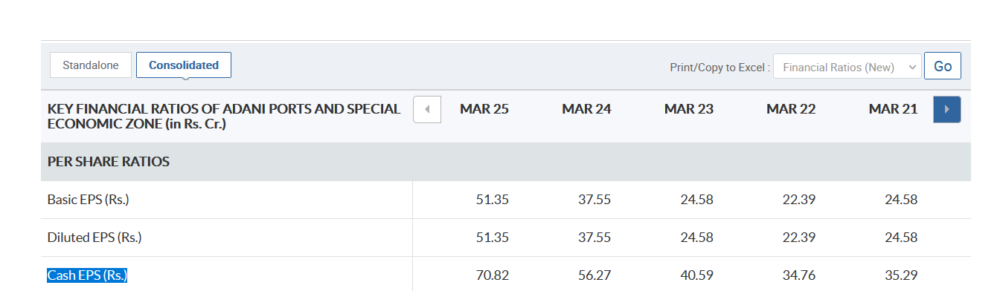 Standalone Consolidated Print/Copy to Excel : Financial Ratios (New) Go
KEY FINANCIAL RATIOS OF ADANI PORTS AND SPECIAL ECONOMIC ZONE (in Rs. Cr.) MAR 25 MAR 24 MAR 23 MAR 22 MAR 21
PER SHARE RATIOS
Basic EPS (Rs.) 51.35 37.55 24.58 22.39 24.58
Diluted EPS (Rs.) 51.35 37.55 24.58 22.39 24.58
Cash EPS (Rs.) 70.82 56.27 40.59 34.76 35.29